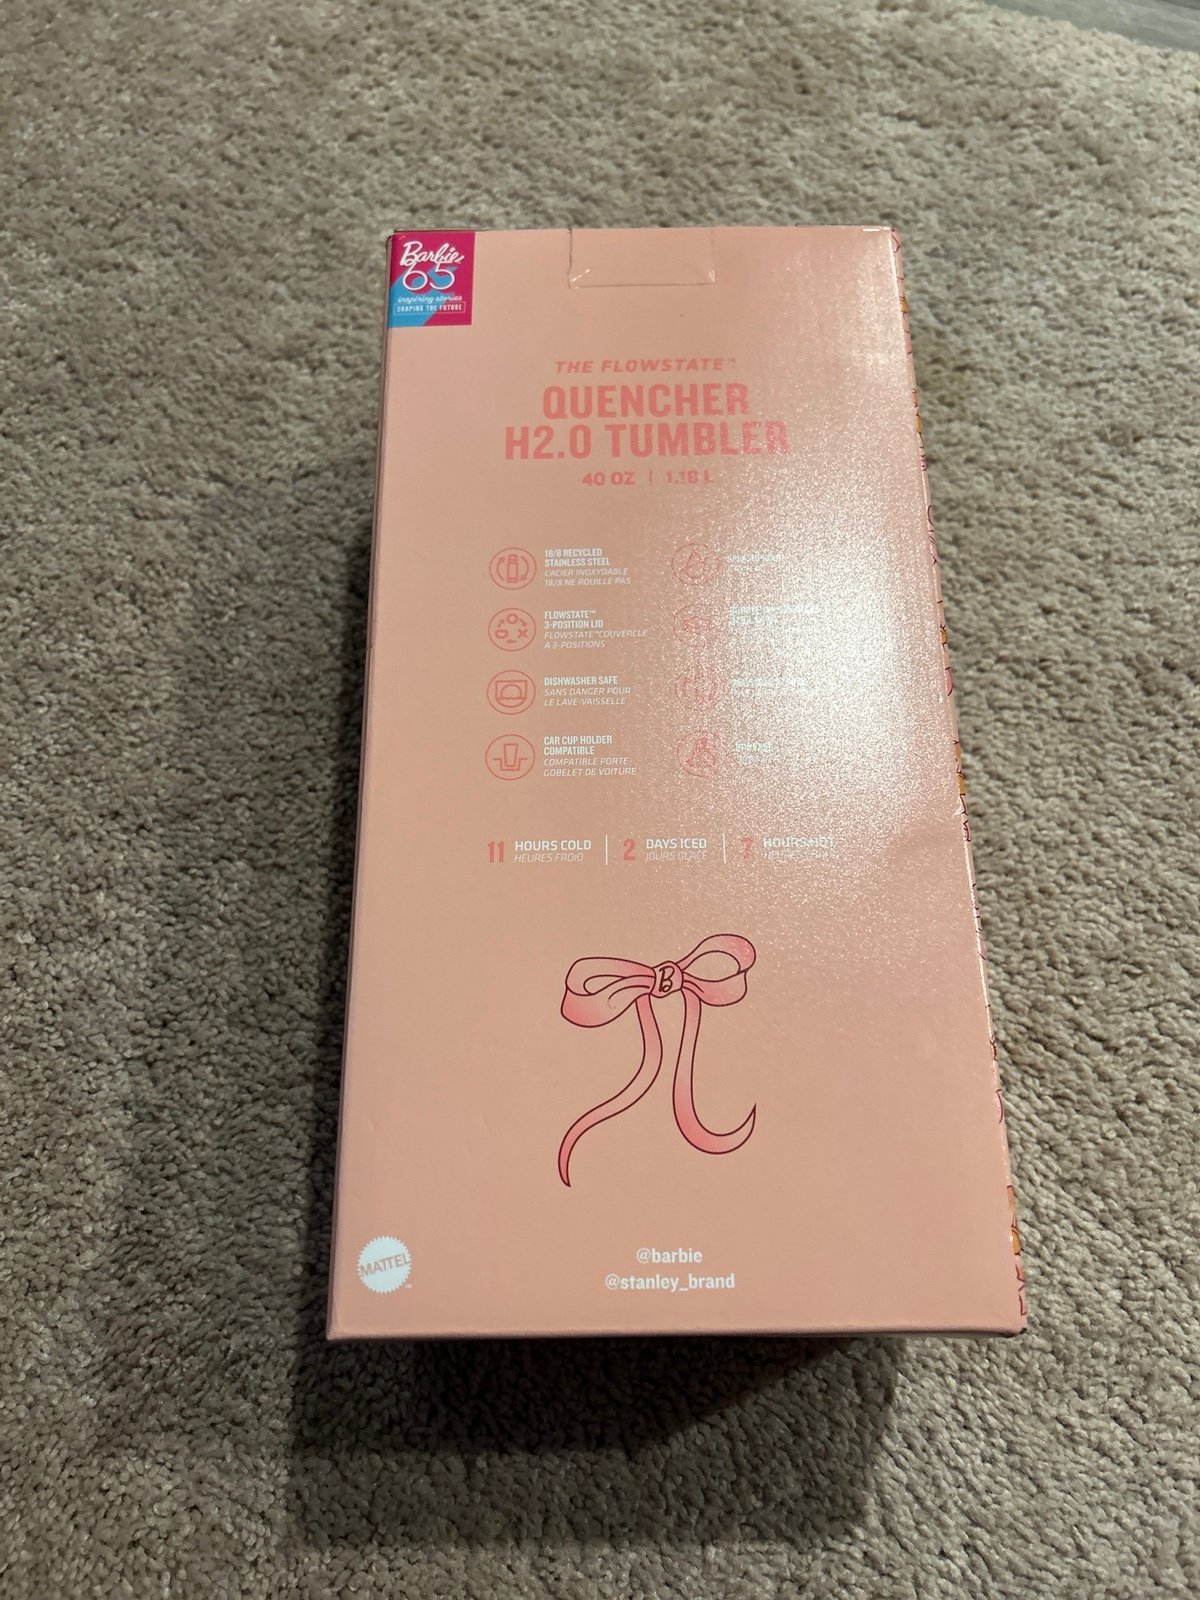 Barbie
65
inspiring stories
SHAPING THE FUTURE
THE FLOWSTATE™
QUENCHER
H2.0 TUMBLER
40 OZ | 1.18 L
18/8 RECYCLED
STAINLESS STEEL
L'ACIER INOXYDABLE
18/8 NE ROUILLE PAS
FLOWSTATE™
3-POSITION LID
FLOWSTATE™COUVERCLE
À 3-POSITIONS
DISHWASHER SAFE
SANS DANGER POUR
LE LAVE-VAISSELLE
CAR CUP HOLDER
COMPATIBLE
COMPATIBLE PORTE
GOBELET DE VOITURE
11 HOURS COLD
HEURES FROID
2 DAYS ICED
JOURS GLACÉ
7 HOURS HOT
HEURES
B
MATTEL
@barbie
@stanley_brand